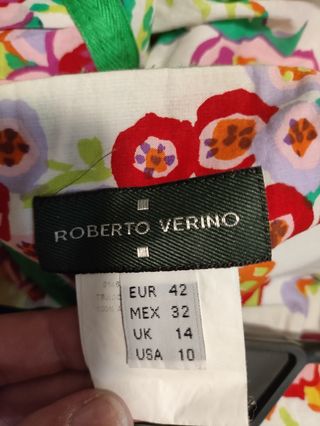 ROBERTO VERINO
EUR 42
MEX 32
UK 14
USA 10